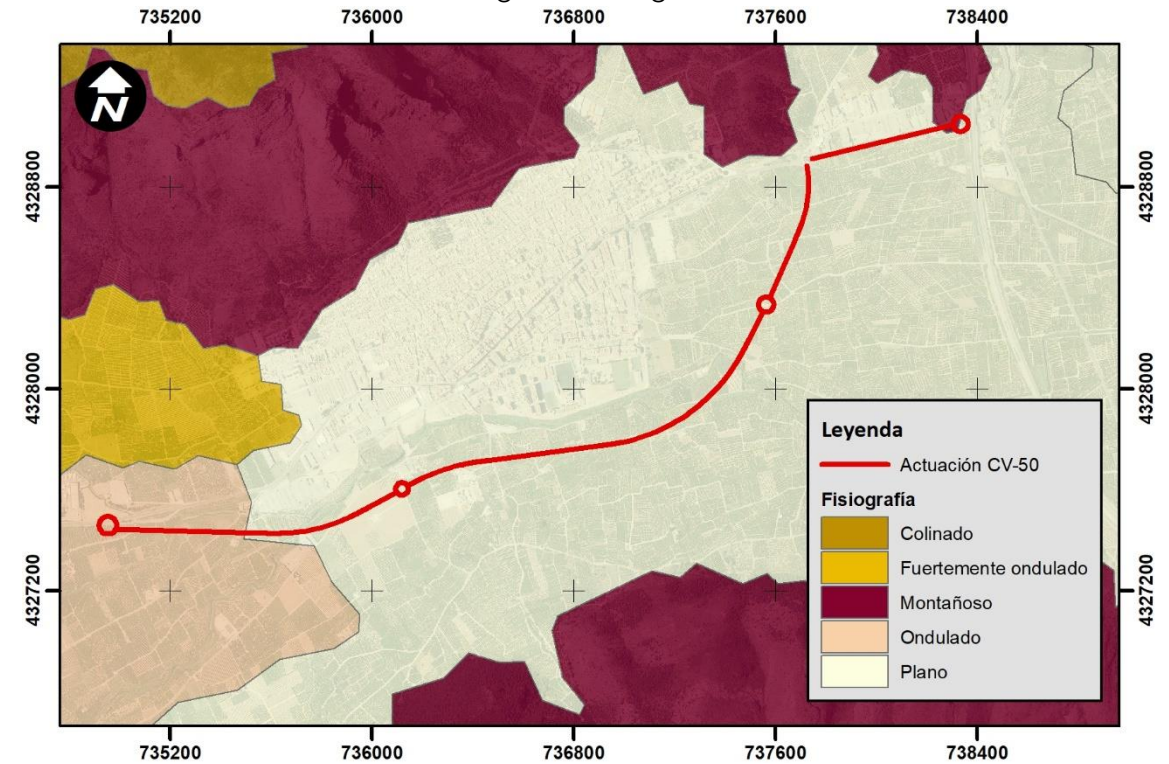 735200 736000 736800 737600 738400
N
4328800 4328800
4328000 4328000
4327200 4327200
Leyenda
Actuación CV-50
Fisiografía
Colinado
Fuertemente ondulado
Montañoso
Ondulado
Plano
735200 736000 736800 737600 738400